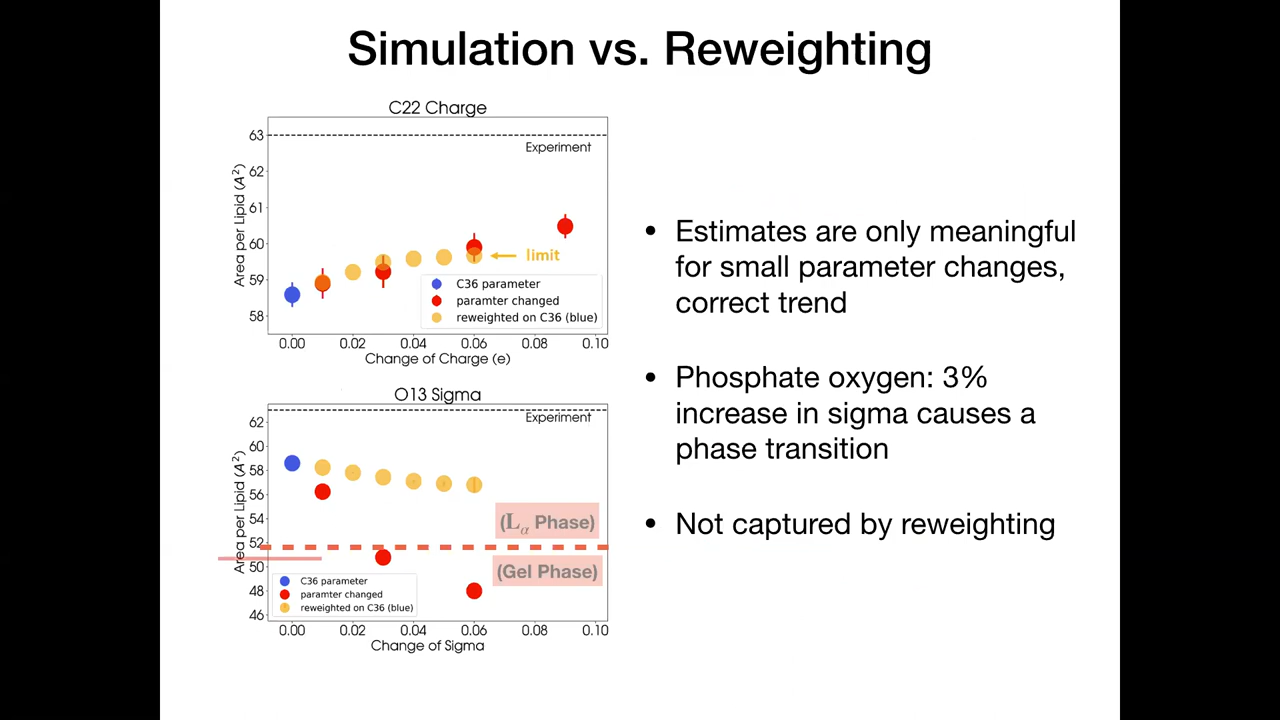 Simulation vs. Reweighting
C22 Charge
63
62
61
60
59
58
Area per Lipid (A²)
Experiment
limit
C36 parameter
paramter changed
reweighted on C36 (blue)
0.00 0.02 0.04 0.06 0.08 0.10
Change of Charge (e)
O13 Sigma
62
60
58
56
54
52
50
48
46
Area per Lipid (A²)
Experiment
(Lα Phase)
(Gel Phase)
C36 parameter
paramter changed
reweighted on C36 (blue)
0.00 0.02 0.04 0.06 0.08 0.10
Change of Sigma
• Estimates are only meaningful
for small parameter changes,
correct trend
• Phosphate oxygen: 3%
increase in sigma causes a
phase transition
• Not captured by reweighting